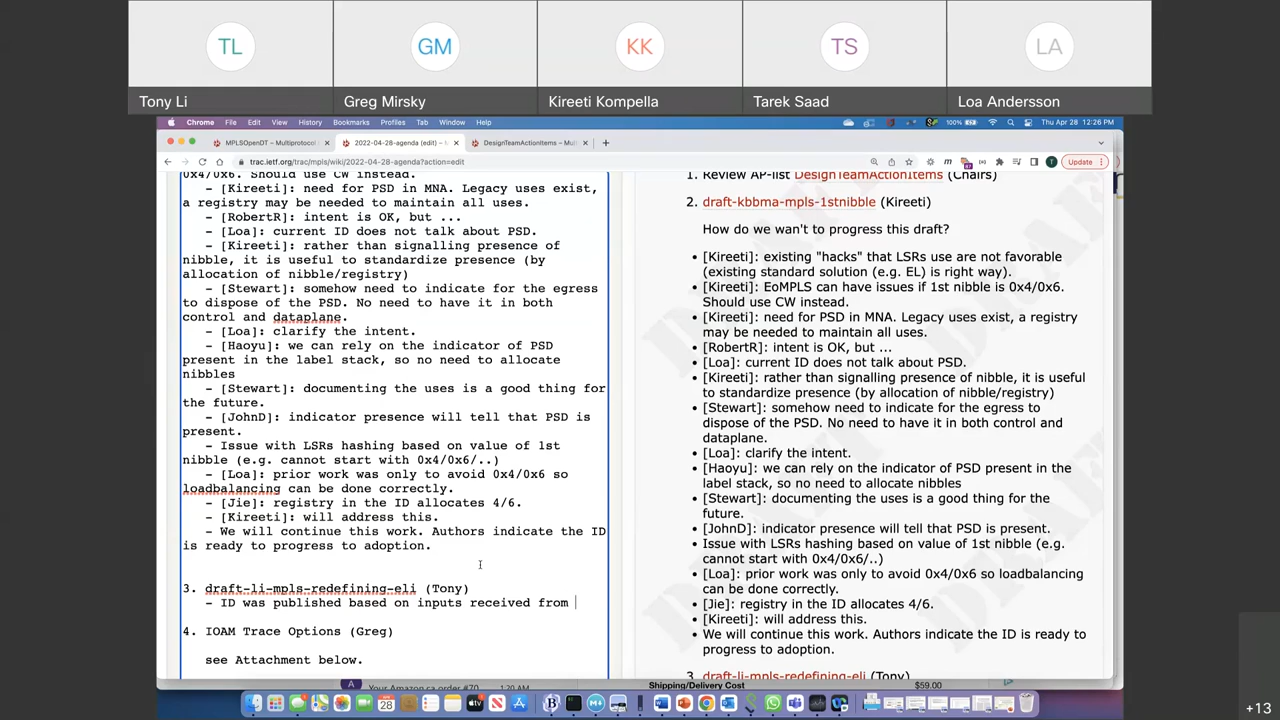 TL
GM
KK
TS
LA
Tony Li
Greg Mirsky
Kireeti Kompella
Tarek Saad
Loa Andersson
Chrome File Edit View History Bookmarks Profiles Tab Window Help
100% Thu Apr 28 12:26 PM
MPLSOpenDT – Multiprotocol
2022-04-28-agenda (edit) –
DesignTeamActionItems – Mult
trac.ietf.org/trac/mpls/wiki/2022-04-28-agenda?action=edit
T
Update
0x4/0x6. Should use CW instead.
- [Kireeti]: need for PSD in MNA. Legacy uses exist,
a registry may be needed to maintain all uses.
- [RobertR]: intent is OK, but ...
- [Loa]: current ID does not talk about PSD.
- [Kireeti]: rather than signalling presence of
nibble, it is useful to standardize presence (by
allocation of nibble/registry)
- [Stewart]: somehow need to indicate for the egress
to dispose of the PSD. No need to have it in both
control and dataplane.
- [Loa]: clarify the intent.
- [Haoyu]: we can rely on the indicator of PSD
present in the label stack, so no need to allocate
nibbles
- [Stewart]: documenting the uses is a good thing for
the future.
- [JohnD]: indicator presence will tell that PSD is
present.
- Issue with LSRs hashing based on value of 1st
nibble (e.g. cannot start with 0x4/0x6/..)
- [Loa]: prior work was only to avoid 0x4/0x6 so
loadbalancing can be done correctly.
- [Jie]: registry in the ID allocates 4/6.
- [Kireeti]: will address this.
- We will continue this work. Authors indicate the ID
is ready to progress to adoption.
3. draft-li-mpls-redefining-eli (Tony)
- ID was published based on inputs received from
4. IOAM Trace Options (Greg)
see Attachment below.
1. Review AP-list DesignTeamActionItems (Chairs)
2. draft-kbbma-mpls-1stnibble (Kireeti)
How do we wan't to progress this draft?
• [Kireeti]: existing "hacks" that LSRs use are not favorable
(existing standard solution (e.g. EL) is right way).
• [Kireeti]: EoMPLS can have issues if 1st nibble is 0x4/0x6.
Should use CW instead.
• [Kireeti]: need for PSD in MNA. Legacy uses exist, a registry
may be needed to maintain all uses.
• [RobertR]: intent is OK, but ...
• [Loa]: current ID does not talk about PSD.
• [Kireeti]: rather than signalling presence of nibble, it is useful
to standardize presence (by allocation of nibble/registry)
• [Stewart]: somehow need to indicate for the egress to
dispose of the PSD. No need to have it in both control and
dataplane.
• [Loa]: clarify the intent.
• [Haoyu]: we can rely on the indicator of PSD present in the
label stack, so no need to allocate nibbles
• [Stewart]: documenting the uses is a good thing for the
future.
• [JohnD]: indicator presence will tell that PSD is present.
• Issue with LSRs hashing based on value of 1st nibble (e.g.
cannot start with 0x4/0x6/..)
• [Loa]: prior work was only to avoid 0x4/0x6 so loadbalancing
can be done correctly.
• [Jie]: registry in the ID allocates 4/6.
• [Kireeti]: will address this.
• We will continue this work. Authors indicate the ID is ready to
progress to adoption.
3. draft-li-mpls-redefining-eli (Tony)
Your Amazon.ca order #70 1:20 AM
Shipping/Delivery Cost $59.00
+13